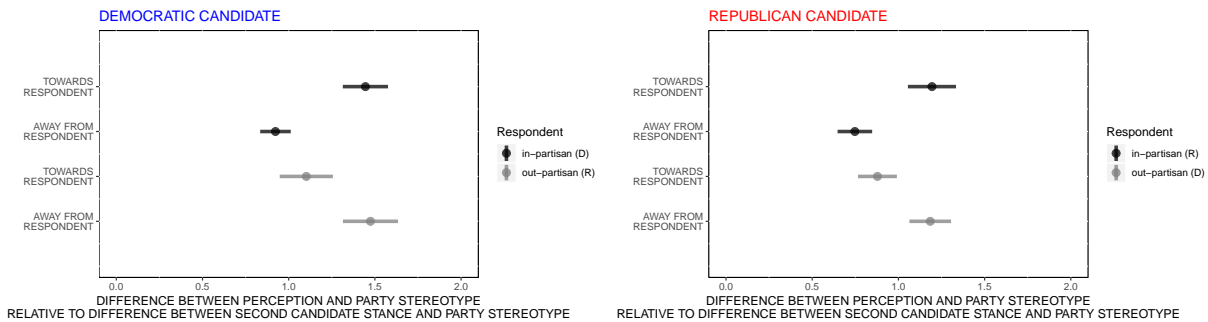 DEMOCRATIC CANDIDATE
TOWARDS
RESPONDENT
AWAY FROM
RESPONDENT
TOWARDS
RESPONDENT
AWAY FROM
RESPONDENT
0.0 0.5 1.0 1.5 2.0
DIFFERENCE BETWEEN PERCEPTION AND PARTY STEREOTYPE
RELATIVE TO DIFFERENCE BETWEEN SECOND CANDIDATE STANCE AND PARTY STEREOTYPE
Respondent
in-partisan (D)
out-partisan (R)
REPUBLICAN CANDIDATE
TOWARDS
RESPONDENT
AWAY FROM
RESPONDENT
TOWARDS
RESPONDENT
AWAY FROM
RESPONDENT
0.0 0.5 1.0 1.5 2.0
DIFFERENCE BETWEEN PERCEPTION AND PARTY STEREOTYPE
RELATIVE TO DIFFERENCE BETWEEN SECOND CANDIDATE STANCE AND PARTY STEREOTYPE
Respondent
in-partisan (R)
out-partisan (D)